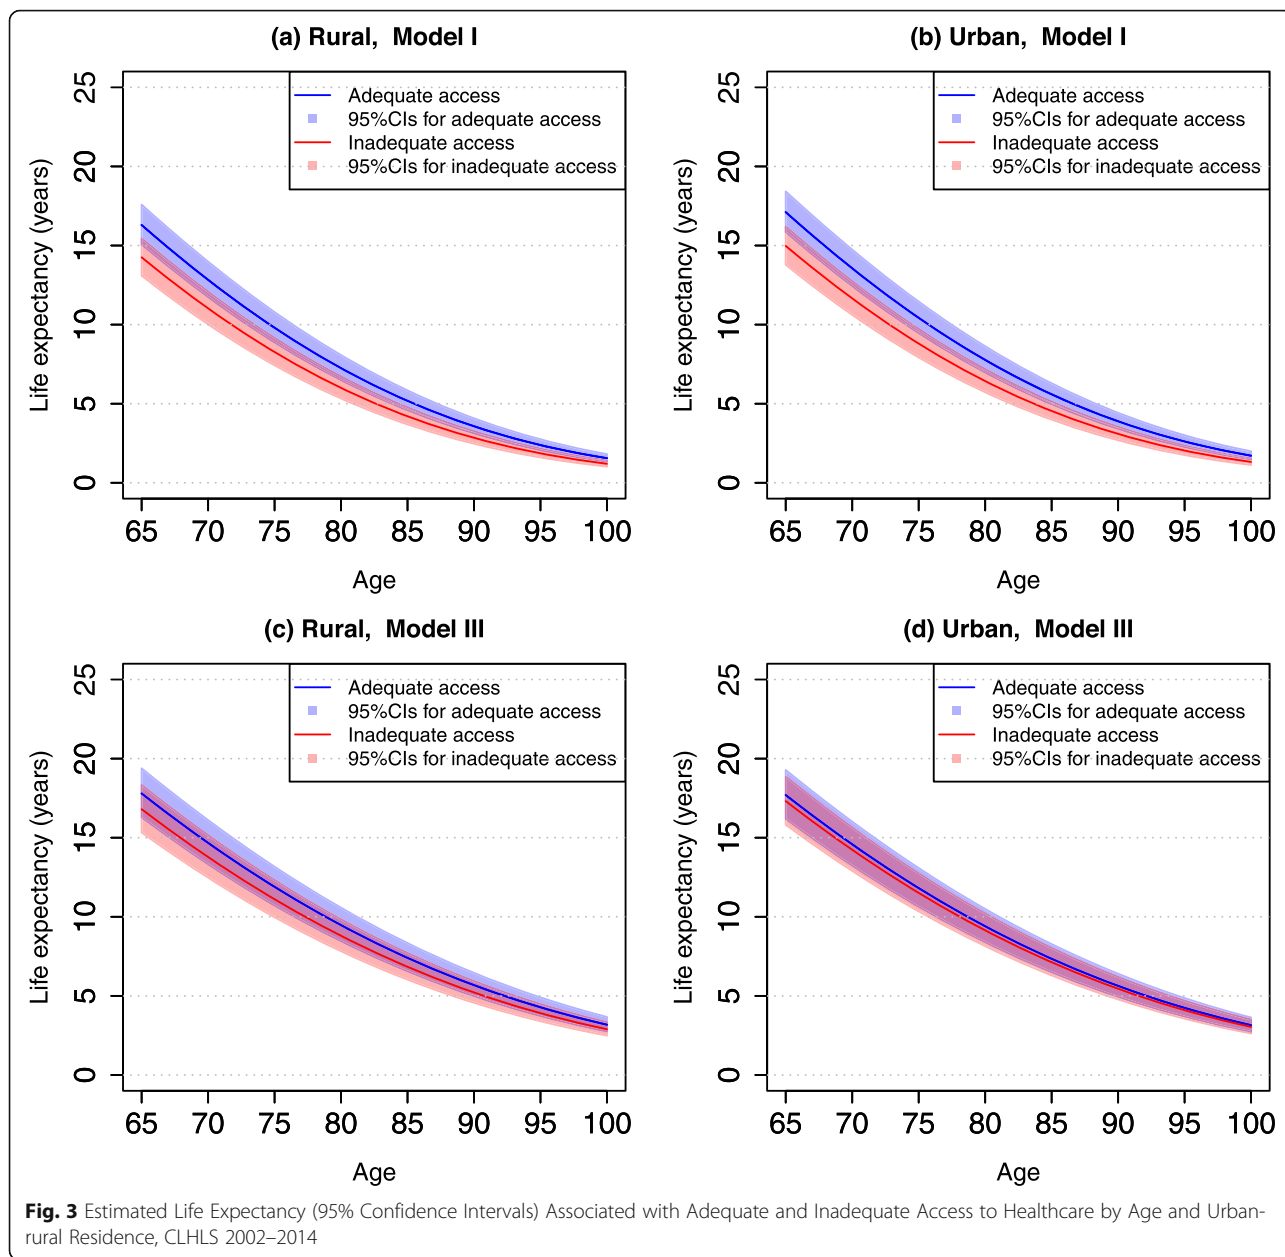 (a) Rural, Model I
25
20
15
10
5
0
Life expectancy (years)
Adequate access
95%CIs for adequate access
Inadequate access
95%CIs for inadequate access
65 70 75 80 85 90 95 100
Age
(b) Urban, Model I
25
20
15
10
5
0
Life expectancy (years)
Adequate access
95%CIs for adequate access
Inadequate access
95%CIs for inadequate access
65 70 75 80 85 90 95 100
Age
(c) Rural, Model III
25
20
15
10
5
0
Life expectancy (years)
Adequate access
95%CIs for adequate access
Inadequate access
95%CIs for inadequate access
65 70 75 80 85 90 95 100
Age
(d) Urban, Model III
25
20
15
10
5
0
Life expectancy (years)
Adequate access
95%CIs for adequate access
Inadequate access
95%CIs for inadequate access
65 70 75 80 85 90 95 100
Age
Fig. 3 Estimated Life Expectancy (95% Confidence Intervals) Associated with Adequate and Inadequate Access to Healthcare by Age and Urban-
rural Residence, CLHLS 2002–2014